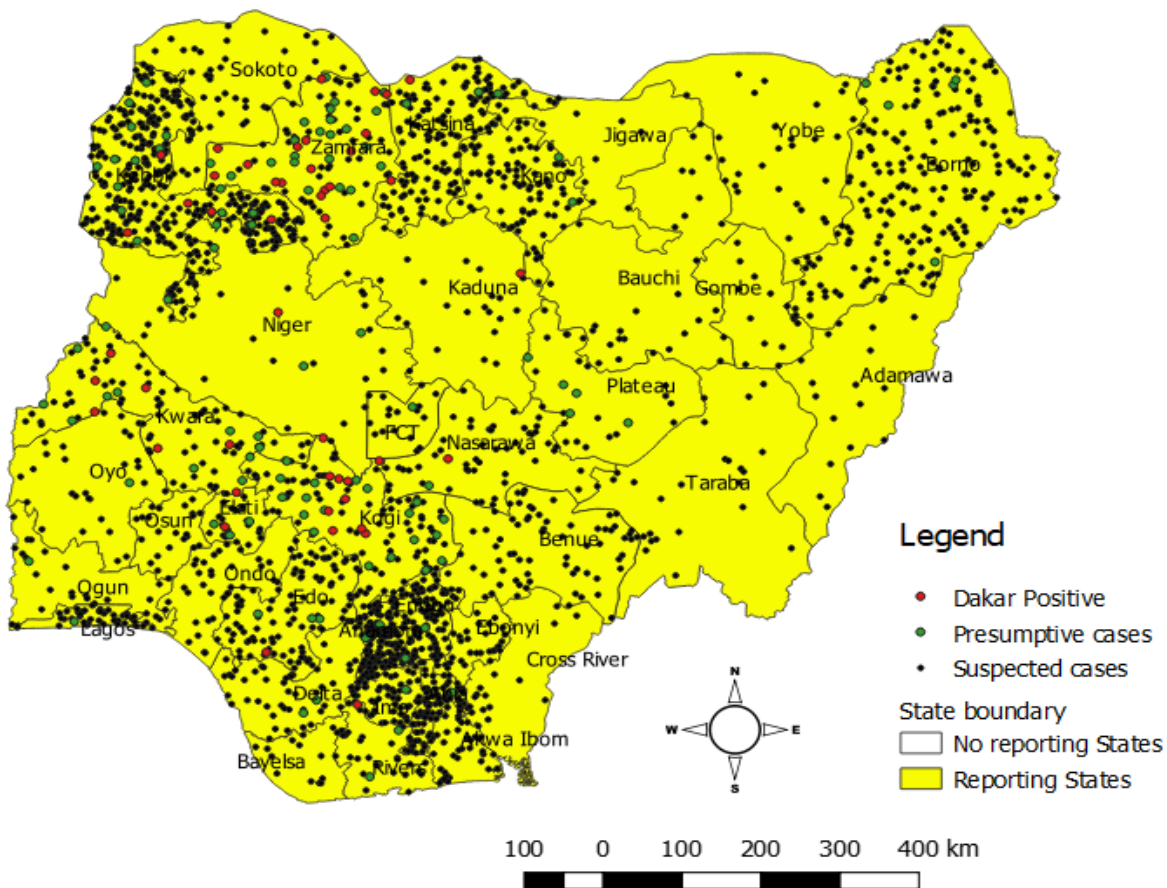 Sokoto
Katsina
Jigawa
Yobe
Zamfara
Borno
Kebbi
Kano
Bauchi
Kaduna
Gombe
Niger
Adamawa
Plateau
Kwara
FCT
Nasarawa
Oyo
Taraba
Ekiti
Osun
Kogi
Benue
Legend
Ondo
Ogun
Edo
Dakar Positive
Enugu
Lagos
Anambra
Ebonyi
Presumptive cases
Cross River
Suspected cases
Delta
Imo
State boundary
N
W
E
S
Akwa Ibom
No reporting States
Bayelsa
Rivers
Reporting States
100 0 100 200 300 400 km